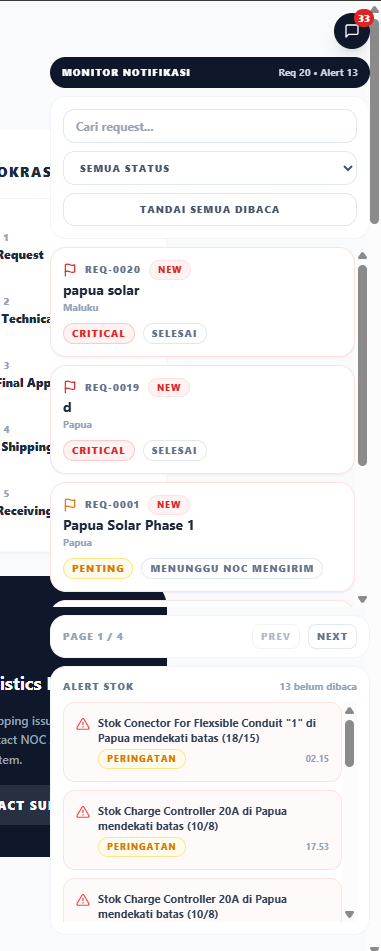 33
MONITOR NOTIFIKASI
Req 20 • Alert 13
Cari request...
SEMUA STATUS
TANDAI SEMUA DIBACA
OKRAS
1
Request
2
Technica
3
Final App
4
Shipping
5
Receiving
REQ-0020 NEW
papua solar
Maluku
CRITICAL SELESAI
REQ-0019 NEW
d
Papua
CRITICAL SELESAI
REQ-0001 NEW
Papua Solar Phase 1
Papua
PENTING MENUNGGU NOC MENGIRIM
PAGE 1 / 4 PREV NEXT
istics
pping issu
tact NOC
tem.
ACT SU
ALERT STOK 13 belum dibaca
Stok Conector For Flexsible Conduit "1" di
Papua mendekati batas (18/15)
PERINGATAN 02.15
Stok Charge Controller 20A di Papua
mendekati batas (10/8)
PERINGATAN 17.53
Stok Charge Controller 20A di Papua
mendekati batas (10/8)